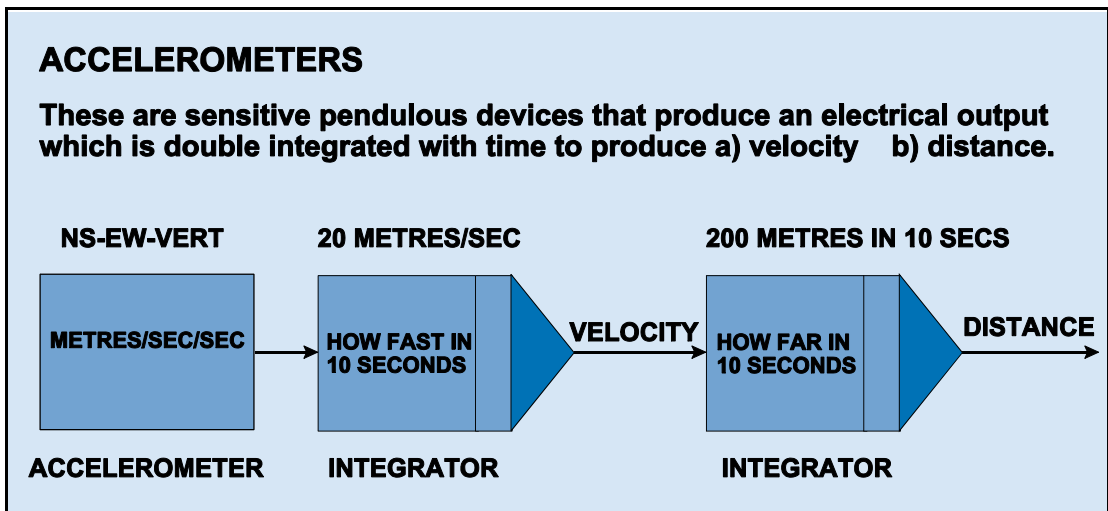 ACCELEROMETERS
These are sensitive pendulous devices that produce an electrical output
which is double integrated with time to produce a) velocity    b) distance.
NS-EW-VERT
20 METRES/SEC
200 METRES IN 10 SECS
METRES/SEC/SEC
HOW FAST IN
10 SECONDS
VELOCITY
HOW FAR IN
10 SECONDS
DISTANCE
ACCELEROMETER
INTEGRATOR
INTEGRATOR